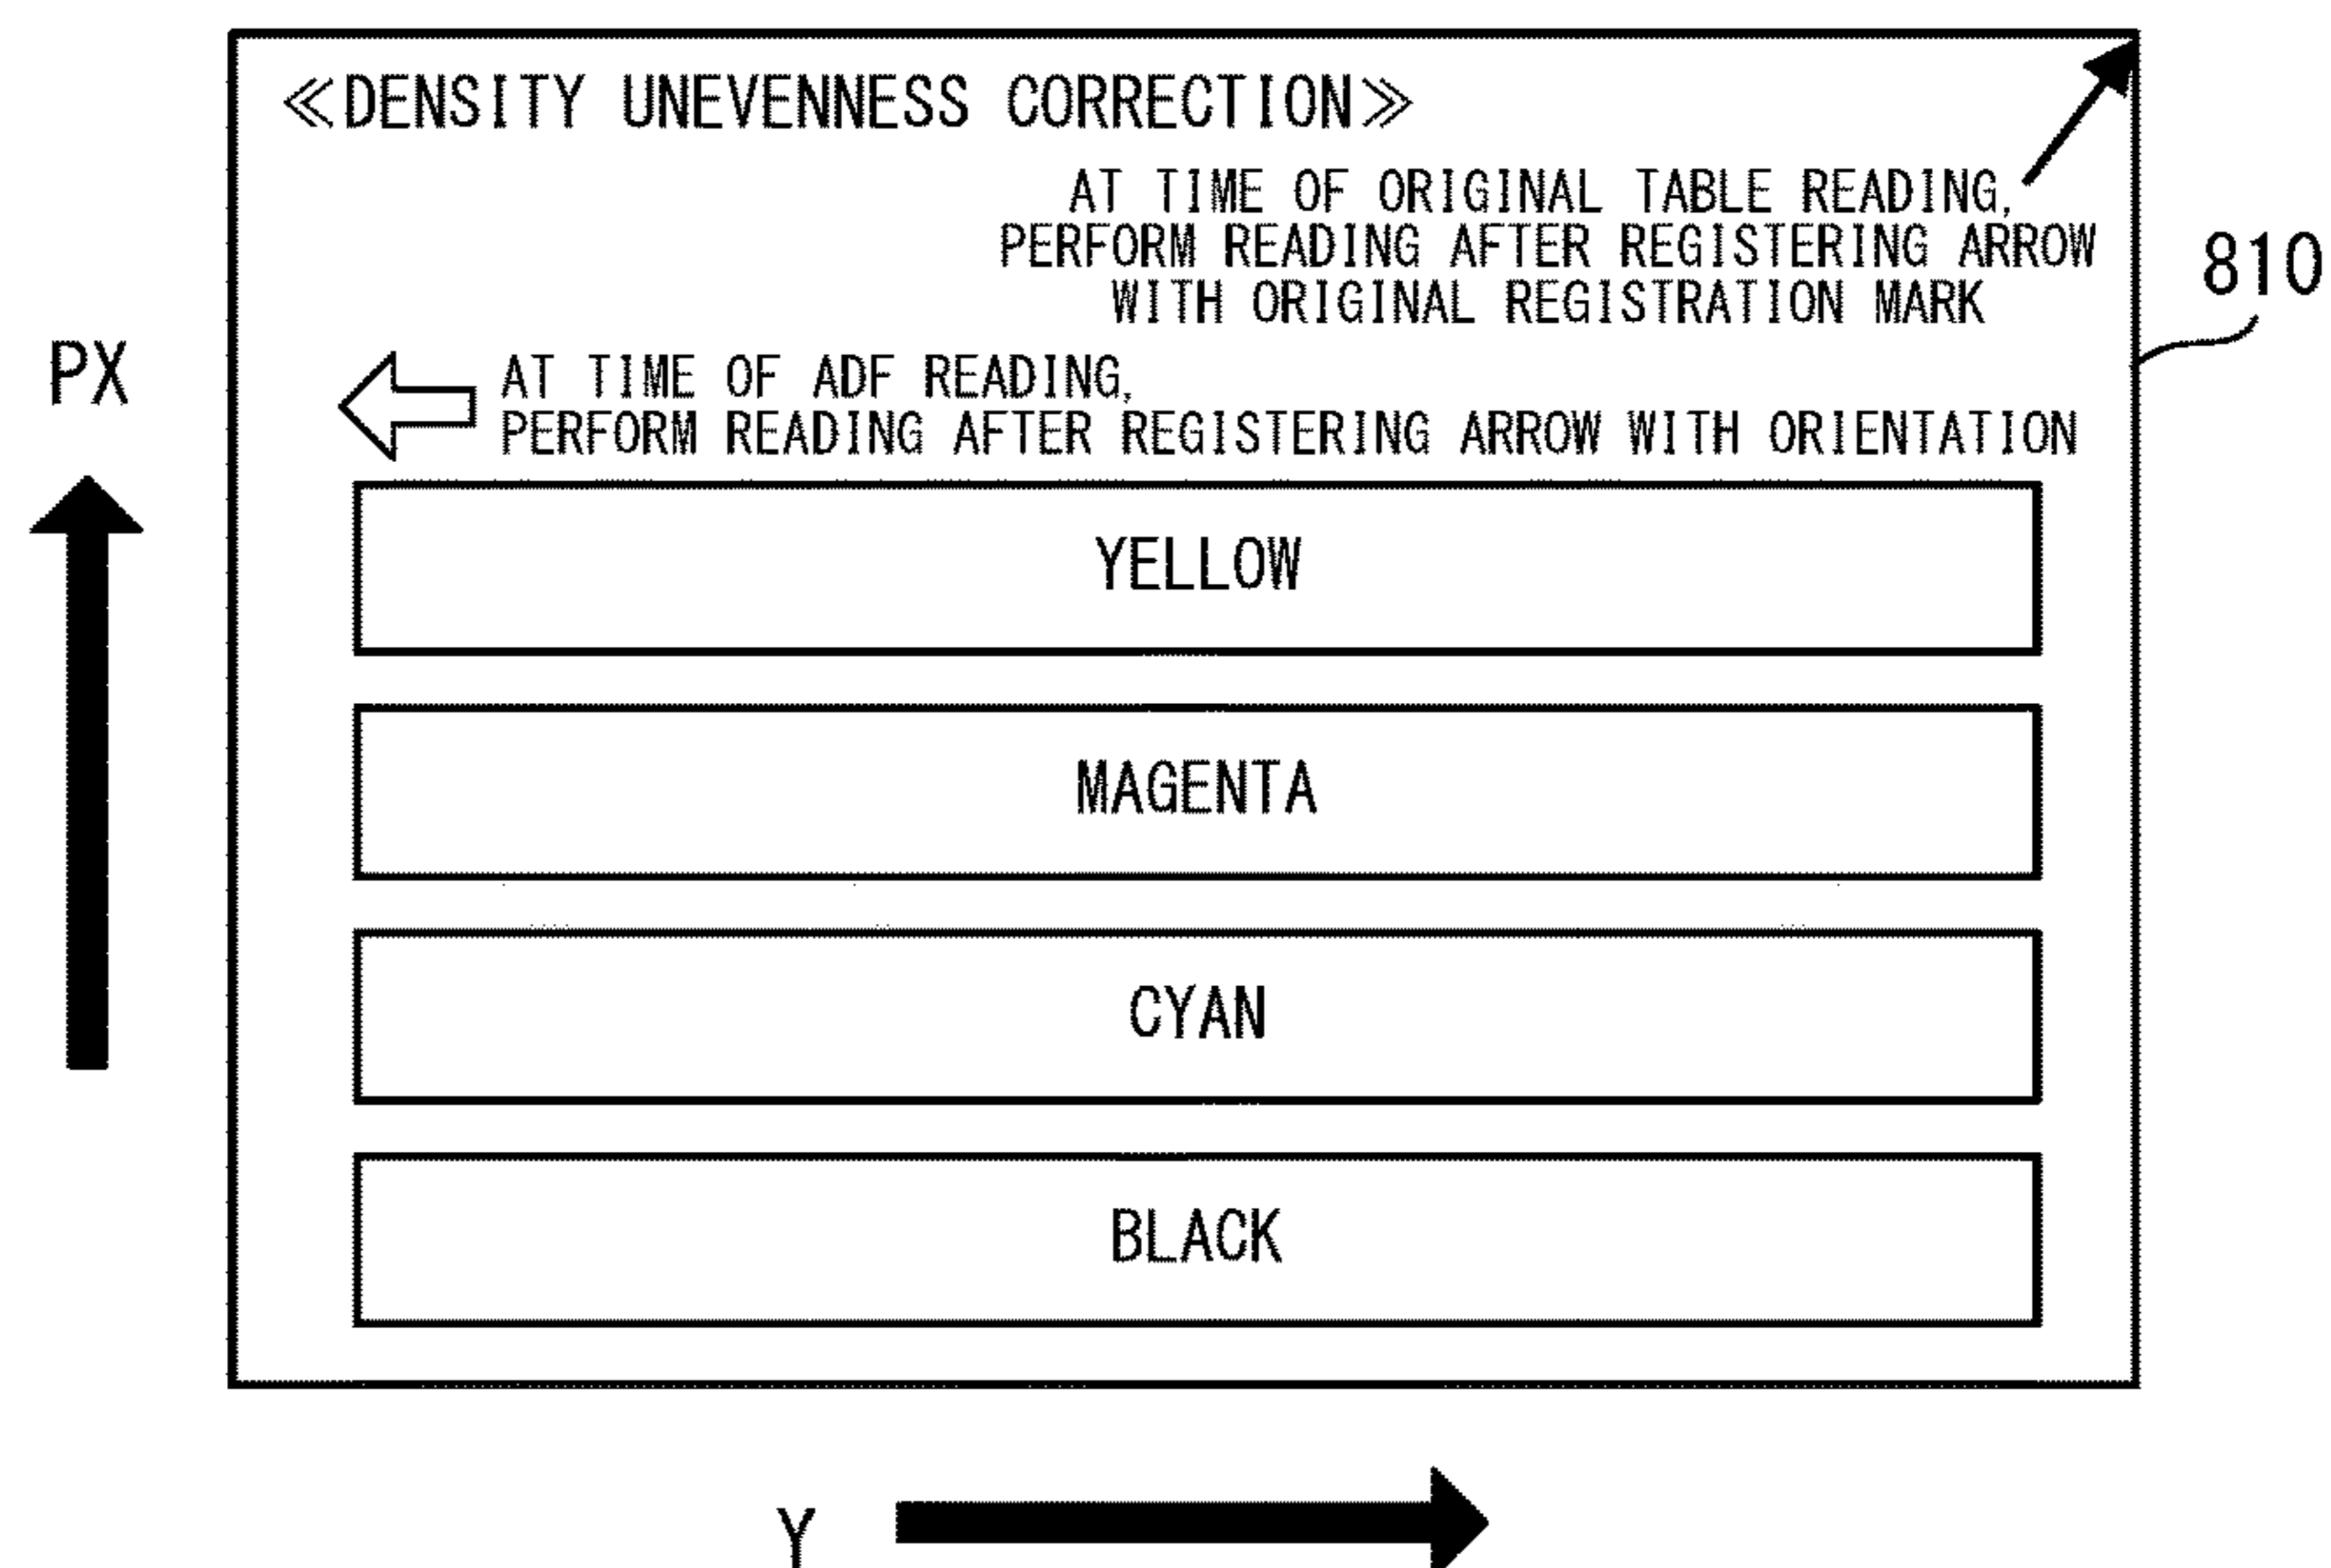 ≪DENSITY UNEVENNESS CORRECTION≫
AT TIME OF ORIGINAL TABLE READING,
PERFORM READING AFTER REGISTERING ARROW
WITH ORIGINAL REGISTRATION MARK
810
PX
AT TIME OF ADF READING,
PERFORM READING AFTER REGISTERING ARROW WITH ORIENTATION
YELLOW
MAGENTA
CYAN
BLACK
Y